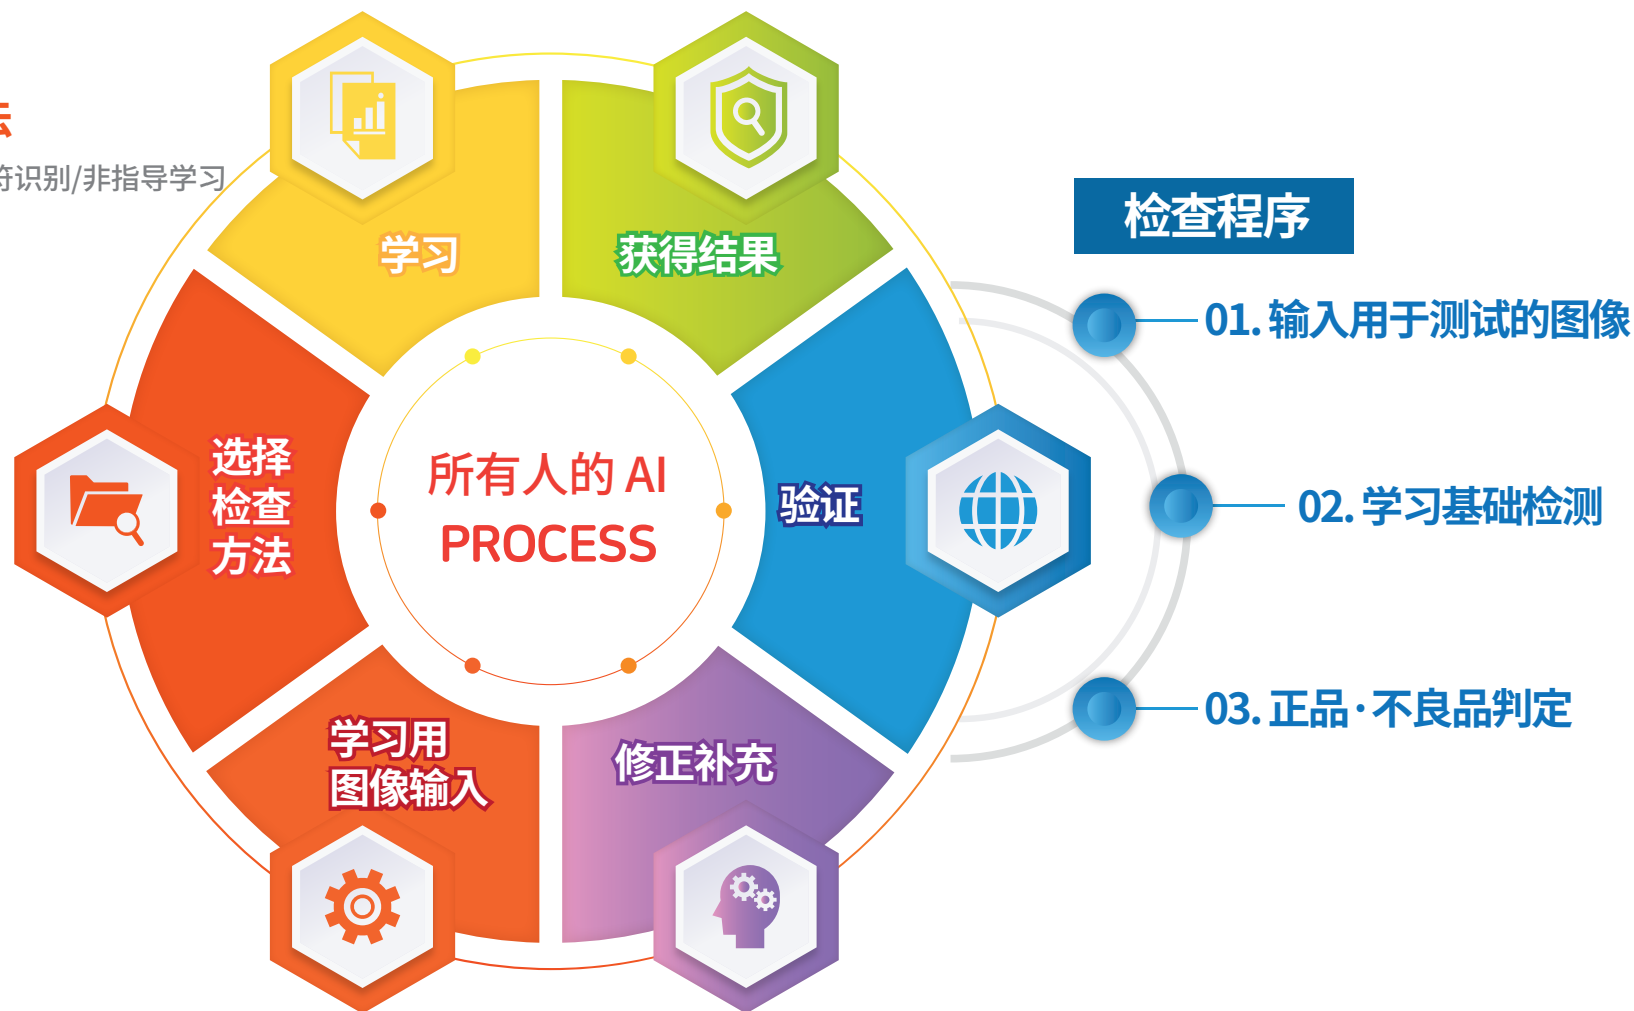 法
符识别/非指导学习
学习
获得结果
检查程序
01. 输入用于测试的图像
选择
检查
方法
所有人的 AI
PROCESS
验证
02. 学习基础检测
学习用
图像输入
修正补充
03. 正品·不良品判定